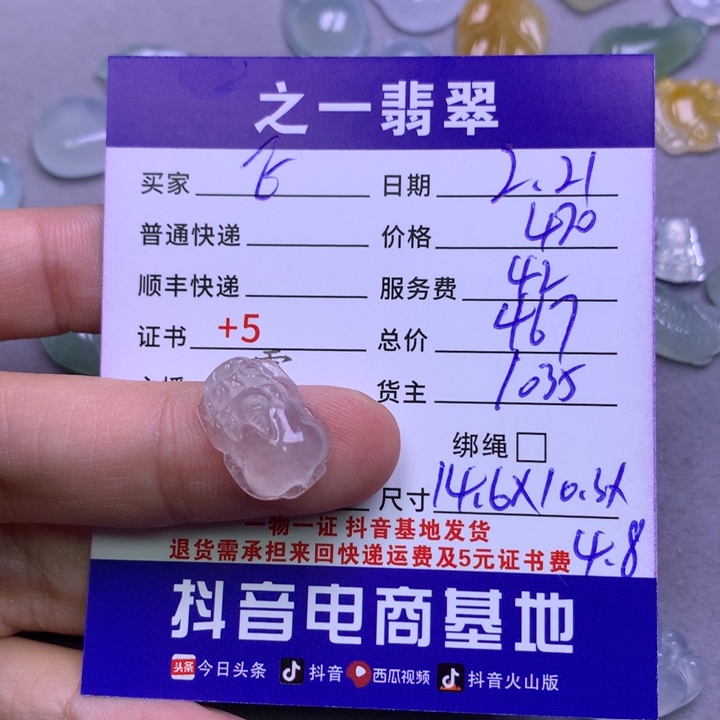 之一翡翠
买家 飞 日期 2.21
普通快递 价格 420
顺丰快递 服务费 42
证书 +5 总价 467
货主 1035
绑绳
尺寸 14.6X10.3X
4.8
一物一证 抖音基地发货
退货需承担来回快递运费及5元证书费
抖音电商基地
头条 今日头条 抖音 西瓜视频 抖音火山版